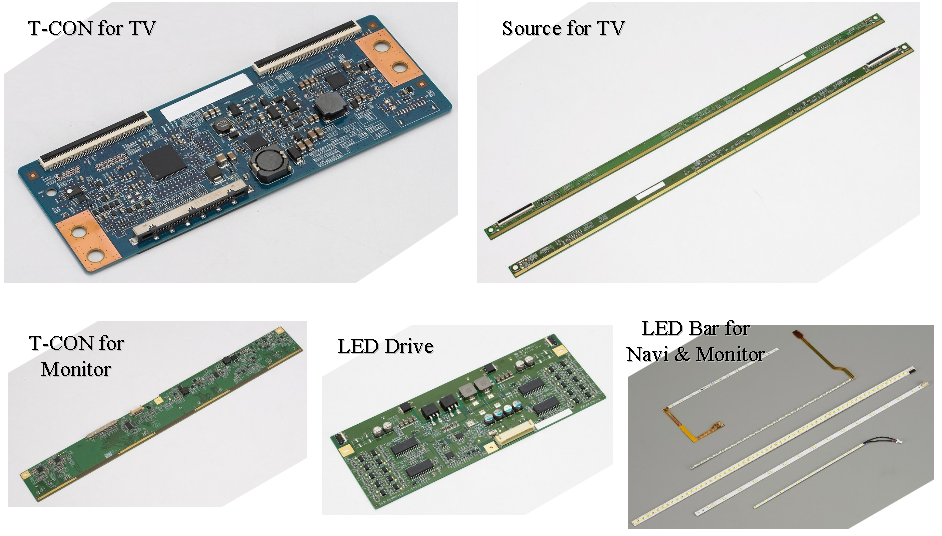 T-CON for TV
Source for TV
T-CON for
Monitor
LED Drive
LED Bar for
Navi & Monitor